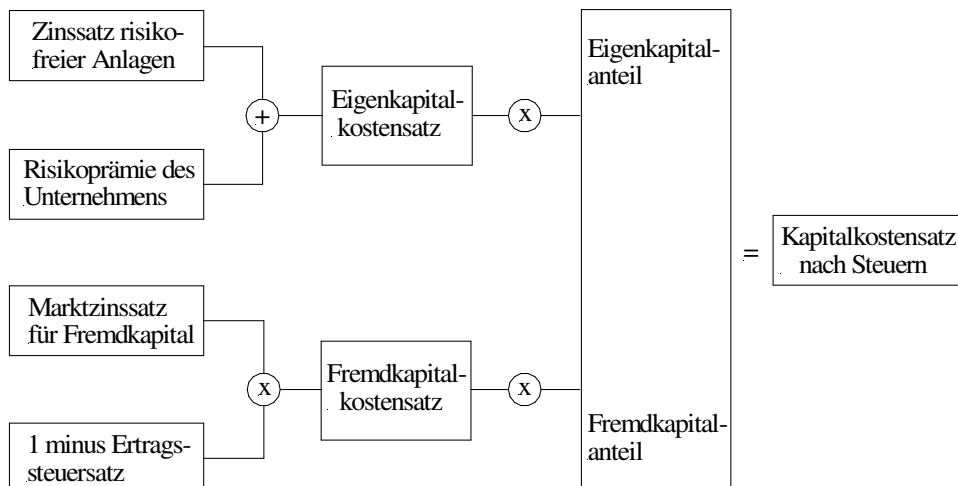 Zinssatz risiko-
freier Anlagen
+
Risikoprämie des
Unternehmens
Eigenkapital-
kostensatz
x
Eigenkapital-
anteil
Marktzinssatz
für Fremdkapital
x
1 minus Ertrags-
steuersatz
Fremdkapital-
kostensatz
x
Fremdkapital-
anteil
=
Kapitalkostensatz
nach Steuern